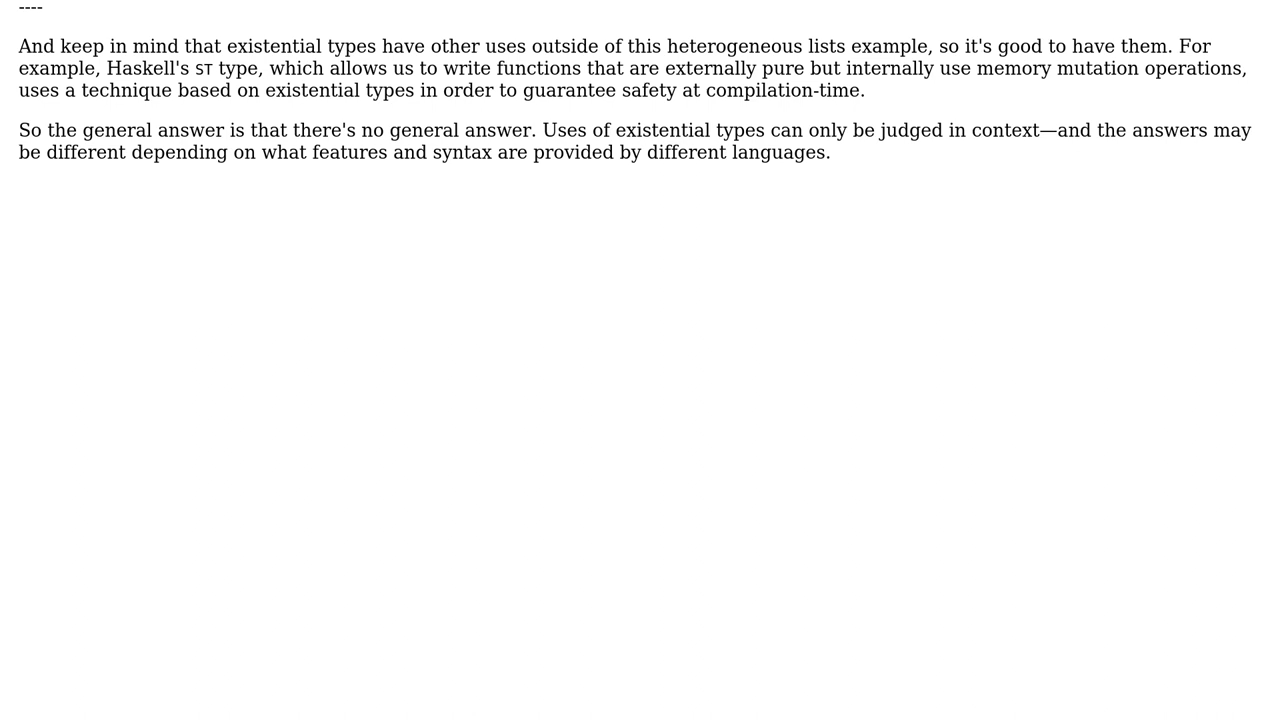 ----
And keep in mind that existential types have other uses outside of this heterogeneous lists example, so it's good to have them. For
example, Haskell's ST type, which allows us to write functions that are externally pure but internally use memory mutation operations,
uses a technique based on existential types in order to guarantee safety at compilation-time.
So the general answer is that there's no general answer. Uses of existential types can only be judged in context—and the answers may
be different depending on what features and syntax are provided by different languages.